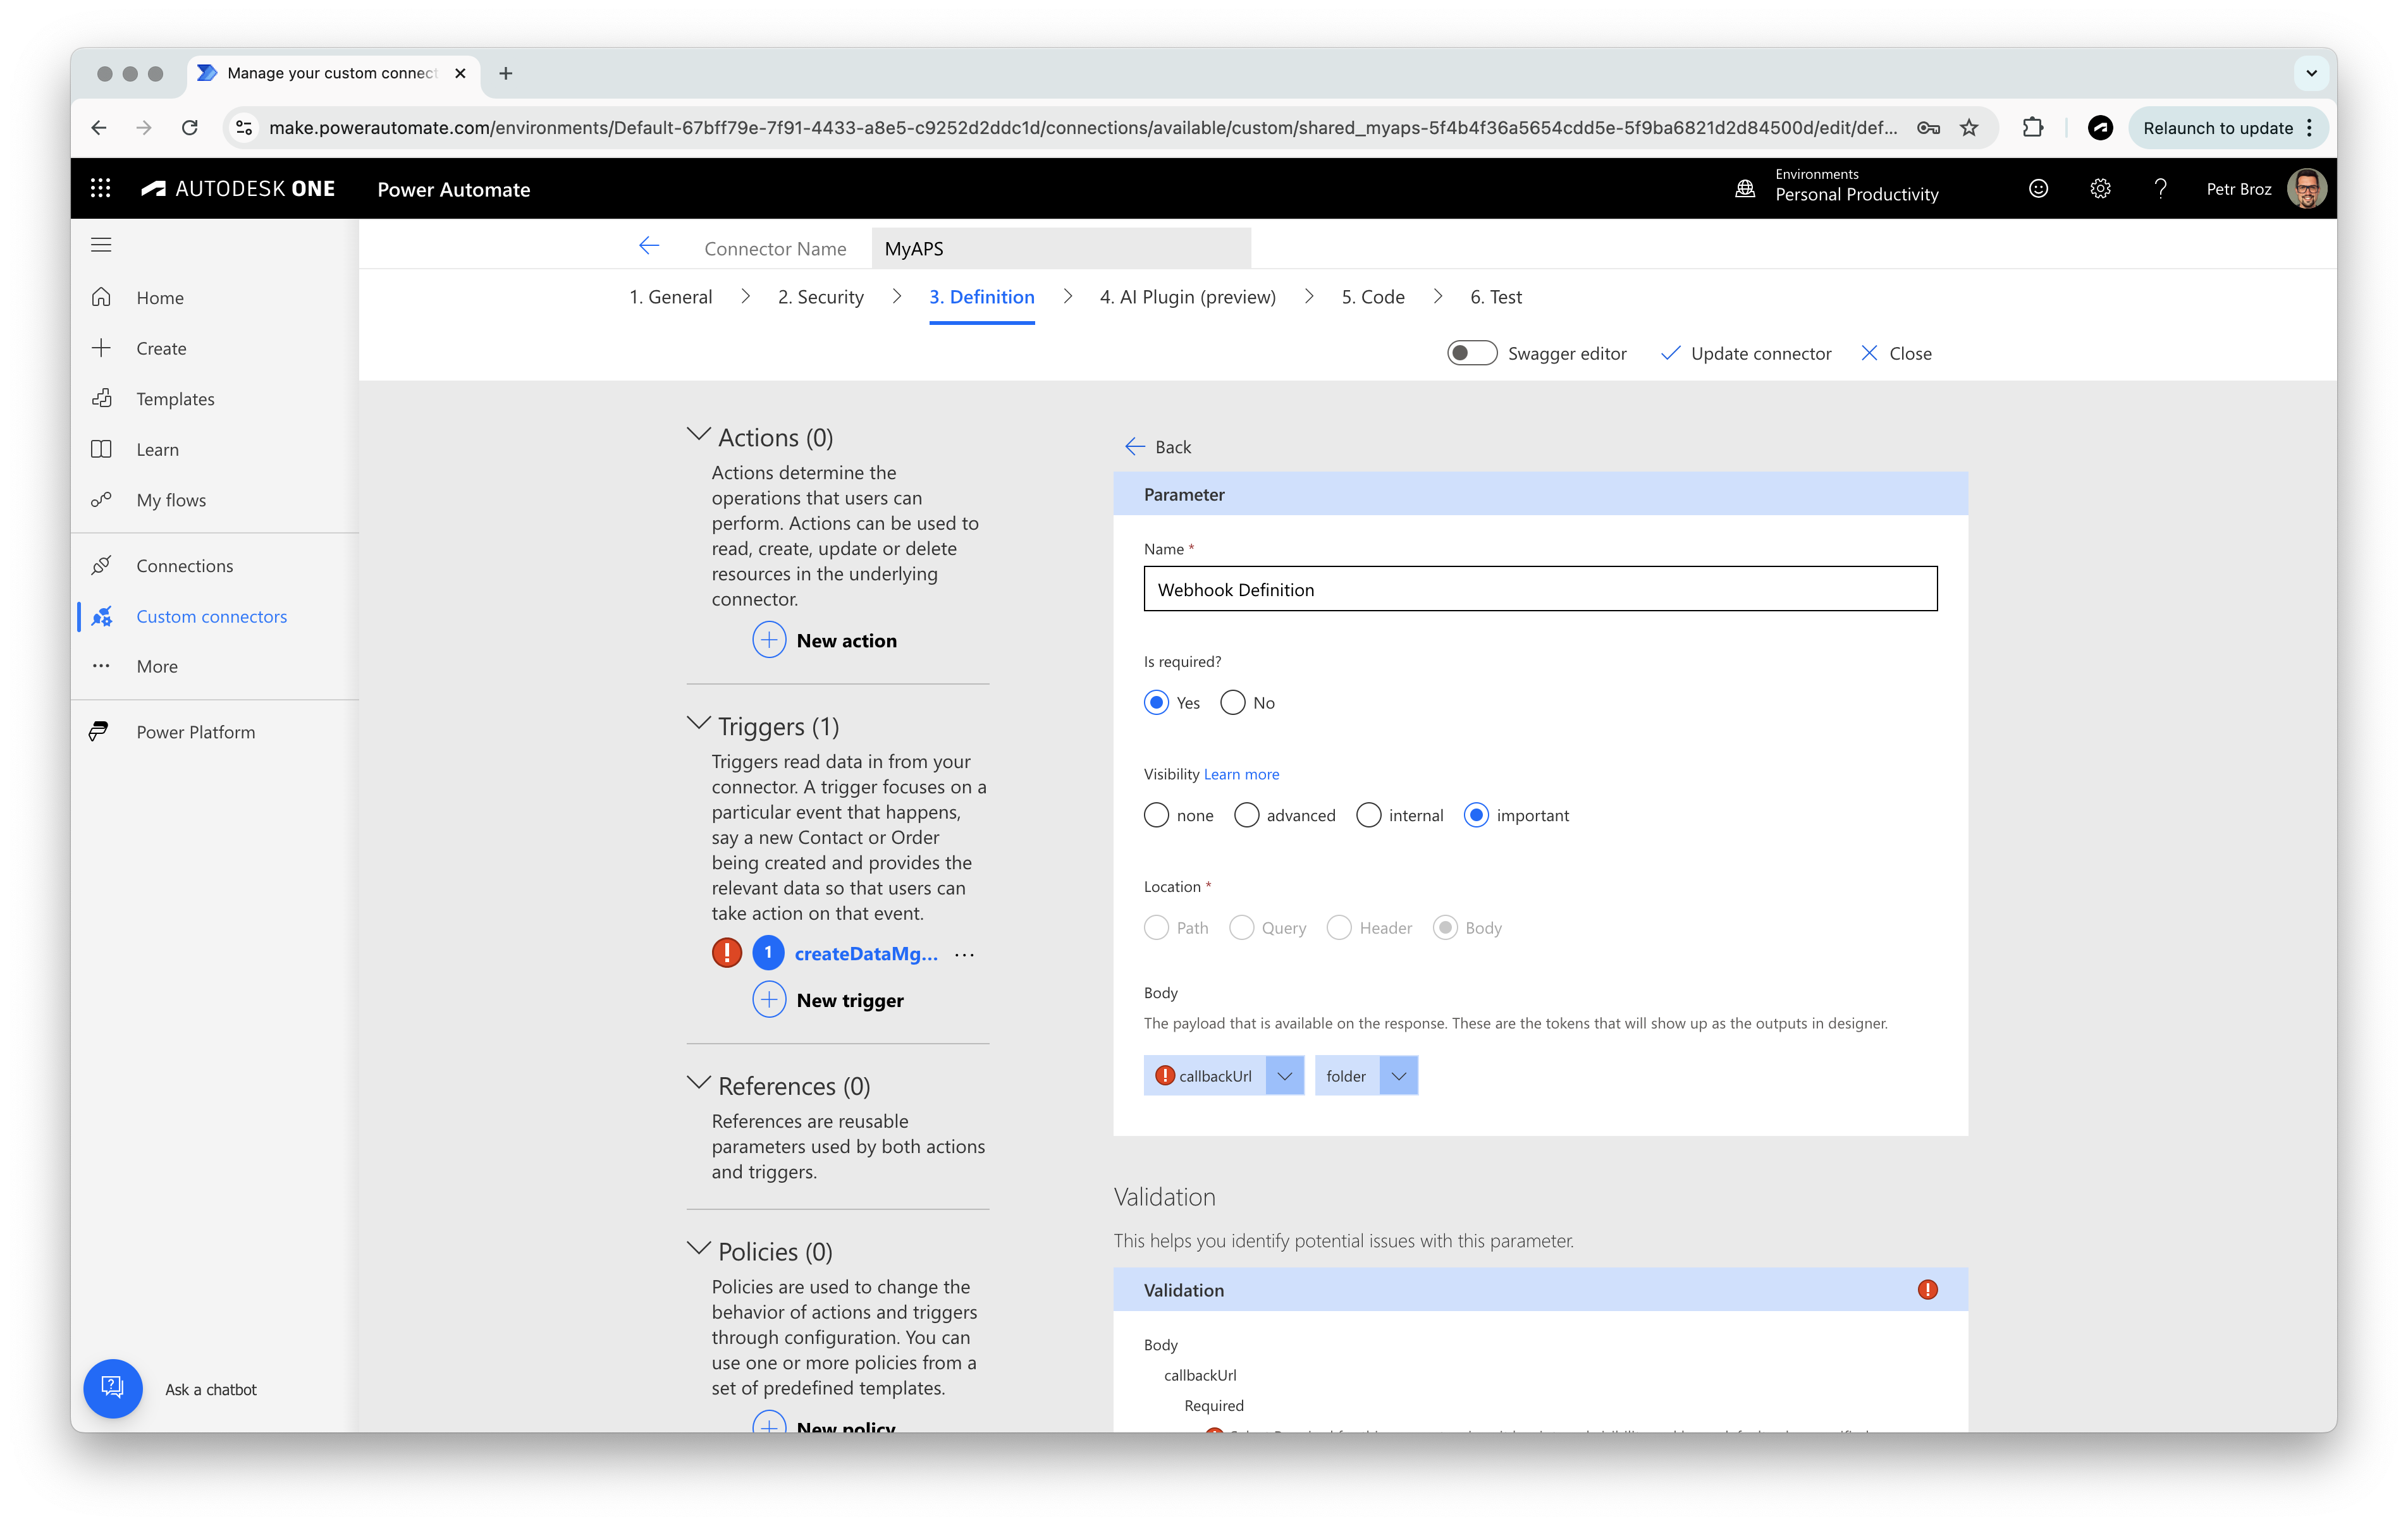 Manage your custom connect
make.powerautomate.com/environments/Default-67bff79e-7f91-4433-a8e5-c9252d2ddc1d/connections/available/custom/shared_myaps-5f4b4f36a5654cdd5e-5f9ba6821d2d84500d/edit/def...
Relaunch to update
AUTODESK ONE
Power Automate
Environments
Personal Productivity
Petr Broz
Home
Create
Templates
Learn
My flows
Connections
Custom connectors
More
Power Platform
Ask a chatbot
Connector Name
MyAPS
1. General
2. Security
3. Definition
4. AI Plugin (preview)
5. Code
6. Test
Swagger editor
Update connector
Close
Actions (0)
Actions determine the
operations that users can
perform. Actions can be used to
read, create, update or delete
resources in the underlying
connector.
New action
Triggers (1)
Triggers read data in from your
connector. A trigger focuses on a
particular event that happens,
say a new Contact or Order
being created and provides the
relevant data so that users can
take action on that event.
1 createDataMg... ...
New trigger
References (0)
References are reusable
parameters used by both actions
and triggers.
Policies (0)
Policies are used to change the
behavior of actions and triggers
through configuration. You can
use one or more policies from a
set of predefined templates.
New policy
Back
Parameter
Name *
Webhook Definition
Is required?
Yes No
Visibility Learn more
none advanced internal important
Location *
Path Query Header Body
Body
The payload that is available on the response. These are the tokens that will show up as the outputs in designer.
callbackUrl folder
Validation
This helps you identify potential issues with this parameter.
Validation
Body
callbackUrl
Required